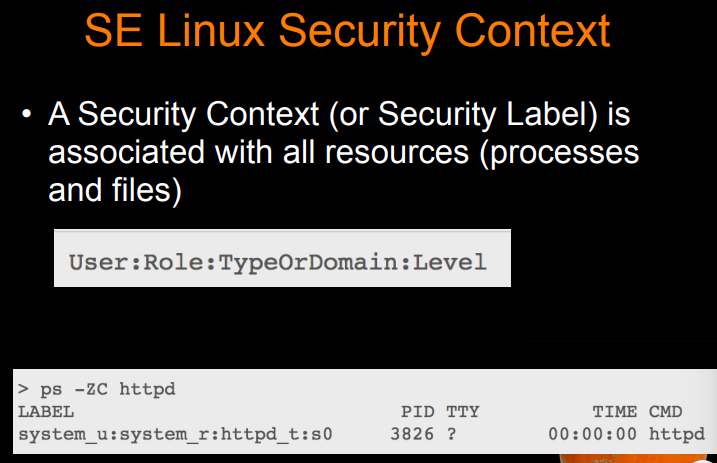 SE Linux Security Context
• A Security Context (or Security Label) is
associated with all resources (processes
and files)
User:Role:TypeOrDomain:Level
> ps -ZC httpd
LABEL PID TTY TIME CMD
system_u:system_r:httpd_t:s0 3826 ? 00:00:00 httpd